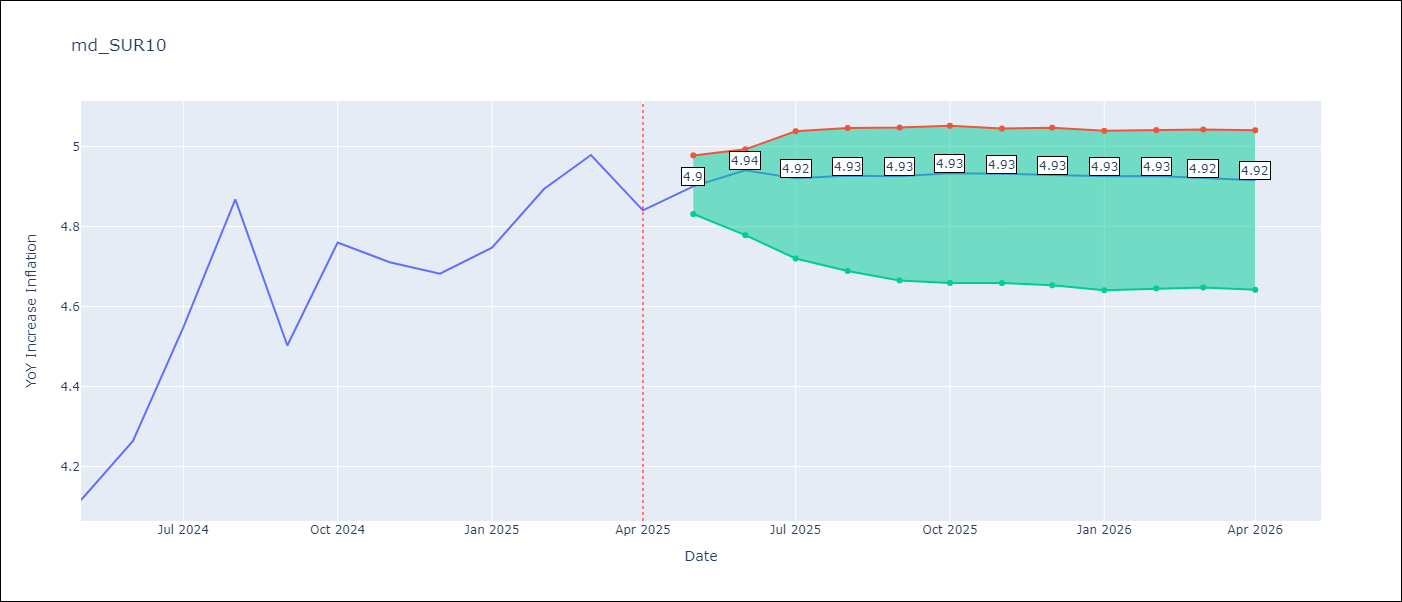 md_SUR10
YoY Increase Inflation
5
4.8
4.6
4.4
4.2
4.9
4.94
4.92
4.93
4.93
4.93
4.93
4.93
4.93
4.93
4.92
4.92
Jul 2024
Oct 2024
Jan 2025
Apr 2025
Jul 2025
Oct 2025
Jan 2026
Apr 2026
Date